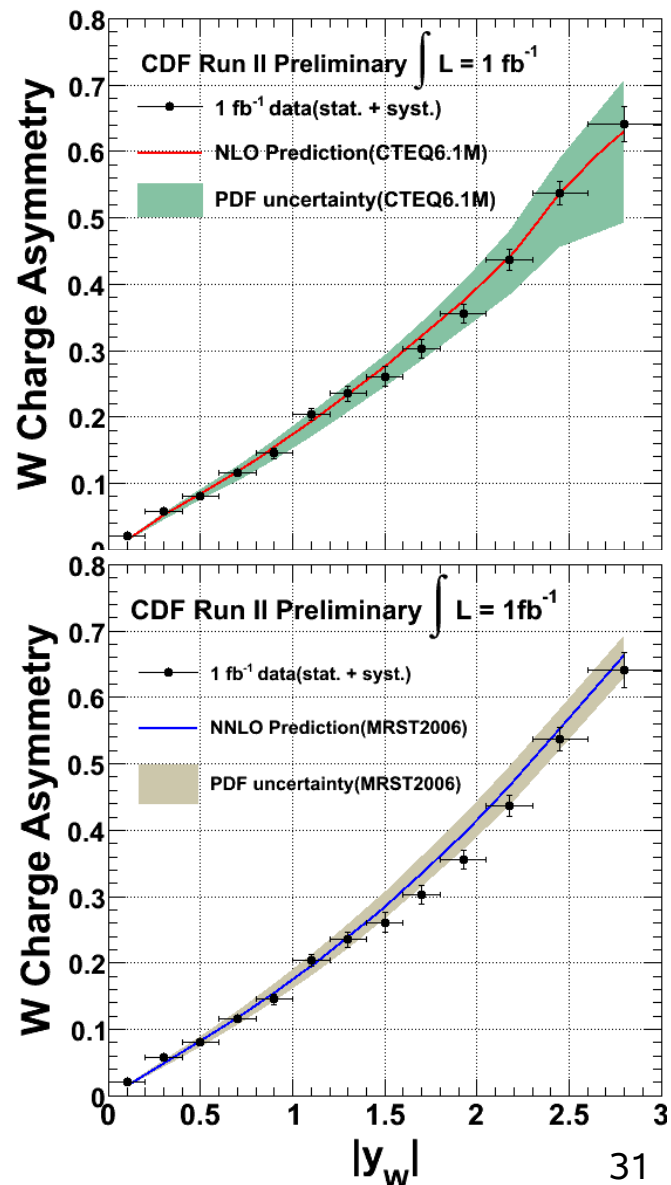 0.8
CDF Run II Preliminary ∫ L = 1 fb⁻¹
0.7
1 fb⁻¹ data(stat. + syst.)
0.6
NLO Prediction(CTEQ6.1M)
0.5
PDF uncertainty(CTEQ6.1M)
0.4
0.3
0.2
0.1
0
W Charge Asymmetry
0.8
CDF Run II Preliminary ∫ L = 1fb⁻¹
0.7
1 fb⁻¹ data(stat. + syst.)
0.6
NNLO Prediction(MRST2006)
0.5
PDF uncertainty(MRST2006)
0.4
0.3
0.2
0.1
0
W Charge Asymmetry
0 0.5 1 1.5 2 2.5 3
|y_W|
31